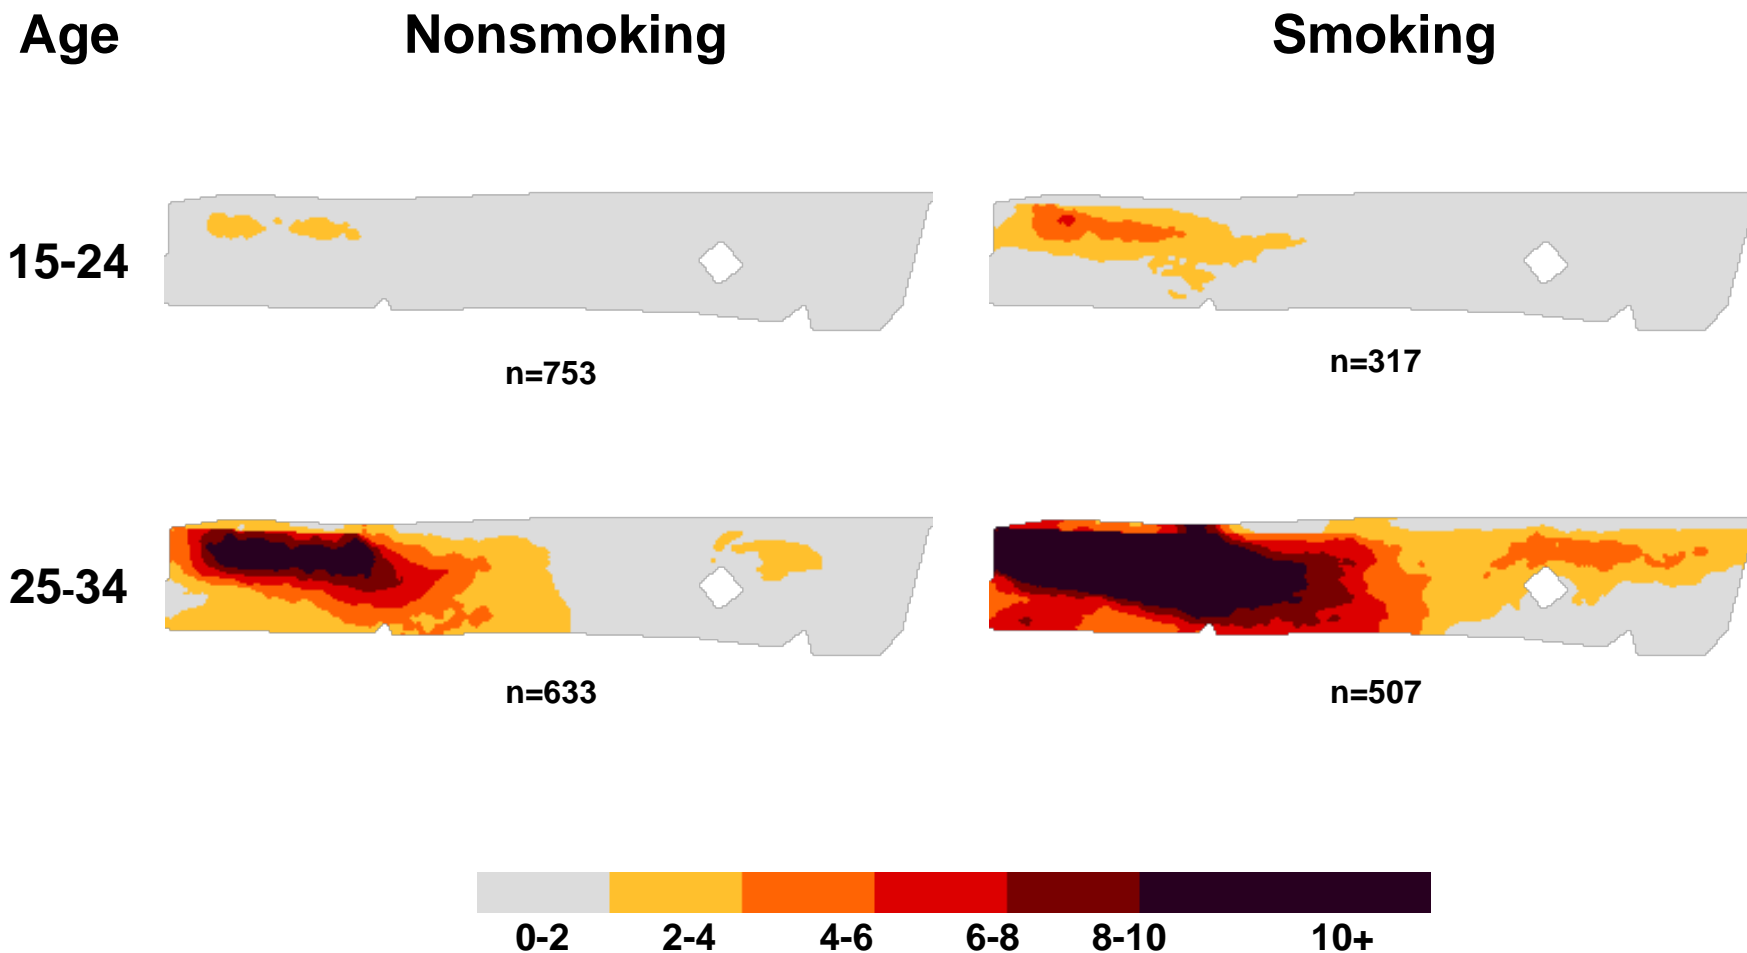 Age Nonsmoking Smoking
15-24
n=753 n=317
25-34
n=633 n=507
0-2 2-4 4-6 6-8 8-10 10+